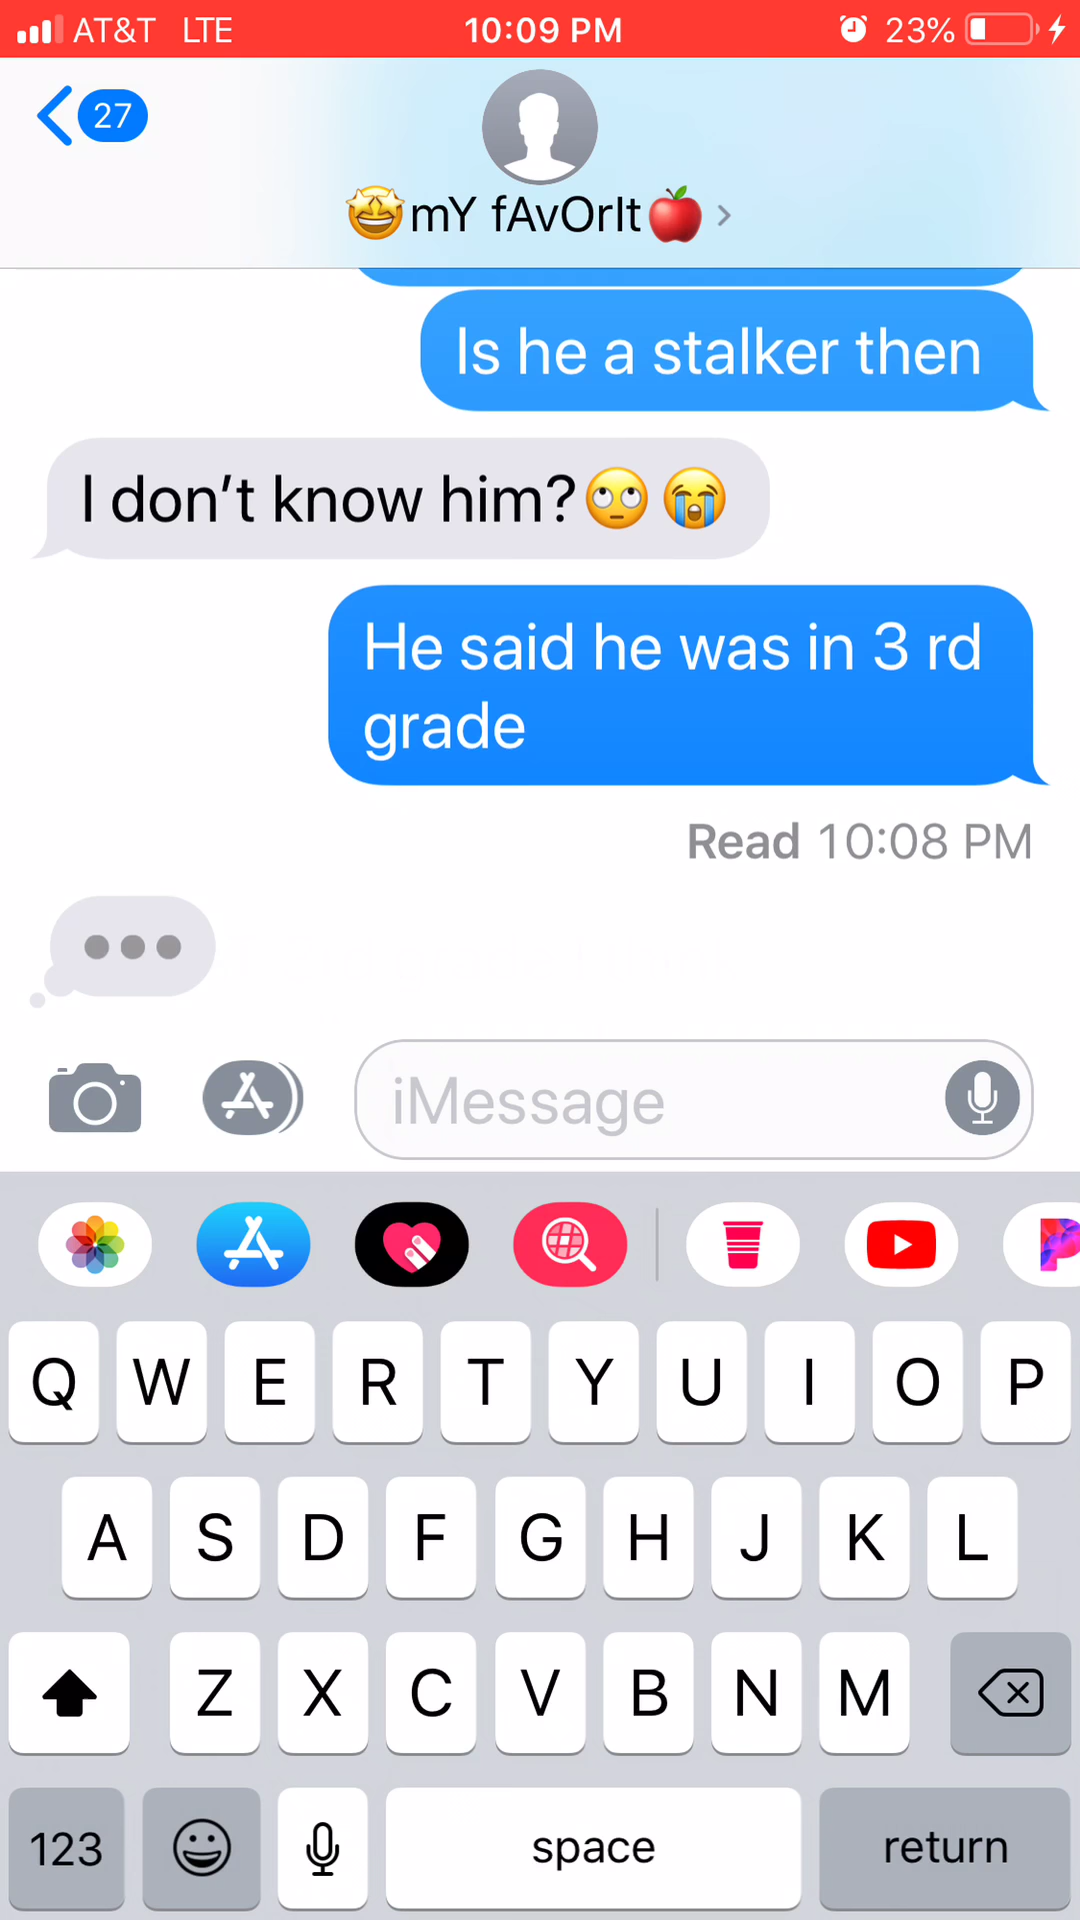 AT&T LTE 10:09 PM 23%
27
🤩mY fAvOrIt🍎
Is he a stalker then
I don’t know him?🙄😭
He said he was in 3 rd
grade
Read 10:08 PM
iMessage
Q W E R T Y U I O P
A S D F G H J K L
Z X C V B N M
123 space return